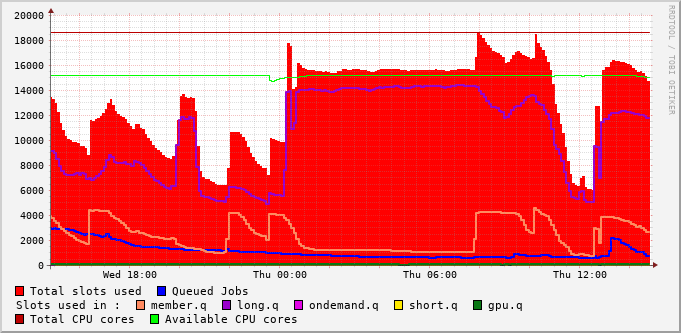 20000
18000
16000
14000
12000
10000
8000
6000
4000
2000
0
Wed 18:00 Thu 00:00 Thu 06:00 Thu 12:00
Total slots used Queued Jobs
Slots used in : member.q long.q ondemand.q short.q gpu.q
Total CPU cores Available CPU cores
RRDTOOL / TOBI OETIKER